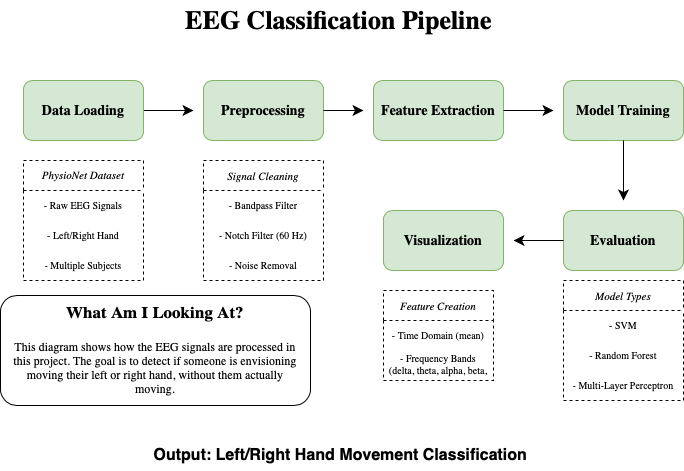 EEG Classification Pipeline
Data Loading
Preprocessing
Feature Extraction
Model Training
PhysioNet Dataset
- Raw EEG Signals
- Left/Right Hand
- Multiple Subjects
Signal Cleaning
- Bandpass Filter
- Notch Filter (60 Hz)
- Noise Removal
Visualization
Evaluation
Feature Creation
- Time Domain (mean)
- Frequency Bands
(delta, theta, alpha, beta,
Model Types
- SVM
- Random Forest
- Multi-Layer Perceptron
What Am I Looking At?
This diagram shows how the EEG signals are processed in
this project. The goal is to detect if someone is envisioning
moving their left or right hand, without them actually
moving.
Output: Left/Right Hand Movement Classification